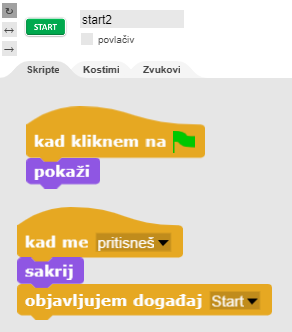 START
start2
povlačiv
Skripte Kostimi Zvukovi
kad kliknem na
pokaži
kad me pritisneš
sakrij
objavljujem događaj Start